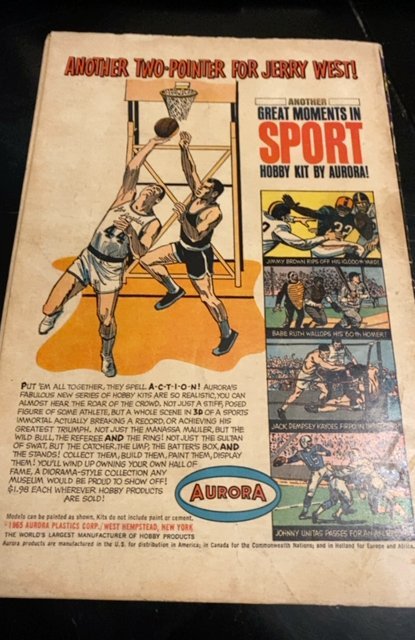 ANOTHER TWO-POINTER FOR JERRY WEST!
ANOTHER
GREAT MOMENTS IN
SPORT
HOBBY KIT BY AURORA!
44
32
JIMMY BROWN RIPS OFF HIS 10,000TH YARD!
BABE RUTH WALLOPS HIS 60TH HOMER!
JACK DEMPSEY KAYOES FIRPO IN
JOHNNY UNITAS PASSES FOR AN
PUT 'EM ALL TOGETHER, THEY SPELL A·C·T·I·O·N! AURORA'S
FABULOUS NEW SERIES OF HOBBY KITS ARE SO REALISTIC, YOU CAN
ALMOST HEAR THE ROAR OF THE CROWD. NOT JUST A STIFF, POSED
FIGURE OF SOME ATHLETE, BUT A WHOLE SCENE IN 3D OF A SPORTS
IMMORTAL ACTUALLY BREAKING A RECORD, OR ACHIEVING HIS
GREATEST TRIUMPH. NOT JUST THE MANASSA MAULER, BUT THE
WILD BULL, THE REFEREE AND THE RING! NOT JUST THE SULTAN
OF SWAT, BUT THE CATCHER, THE UMP, THE BATTER'S BOX, AND
THE STANDS! COLLECT THEM, BUILD THEM, PAINT THEM, DISPLAY
THEM! YOU'LL WIND UP OWNING YOUR OWN HALL OF
FAME, A DIORAMA-STYLE COLLECTION ANY
MUSEUM WOULD BE PROUD TO SHOW OFF!
$1.98 EACH WHEREVER HOBBY PRODUCTS
ARE SOLD!
AURORA
Models can be painted as shown. Kits do not include paint or cement.
©1965 AURORA PLASTICS CORP./WEST HEMPSTEAD, NEW YORK
THE WORLD'S LARGEST MANUFACTURER OF HOBBY PRODUCTS
Aurora products are manufactured in the U.S. for distribution in America; in Canada for the Commonwealth Nations; and in Holland for Europe and Africa.